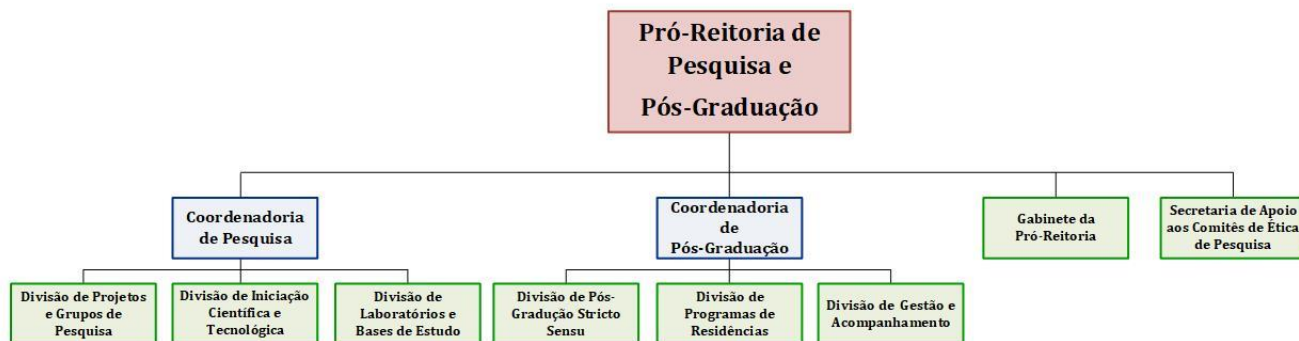 Pró-Reitoria de
Pesquisa e
Pós-Graduação
Coordenadoria
de Pesquisa
Coordenadoria
de
Pós-Graduação
Gabinete da
Pró-Reitoria
Secretaria de Apoio
aos Comitês de Ética
de Pesquisa
Divisão de Projetos
e Grupos de
Pesquisa
Divisão de Iniciação
Científica e
Tecnológica
Divisão de
Laboratórios e
Bases de Estudo
Divisão de Pós-
Gradução Stricto
Sensu
Divisão de
Programas de
Residências
Divisão de Gestão e
Acompanhamento